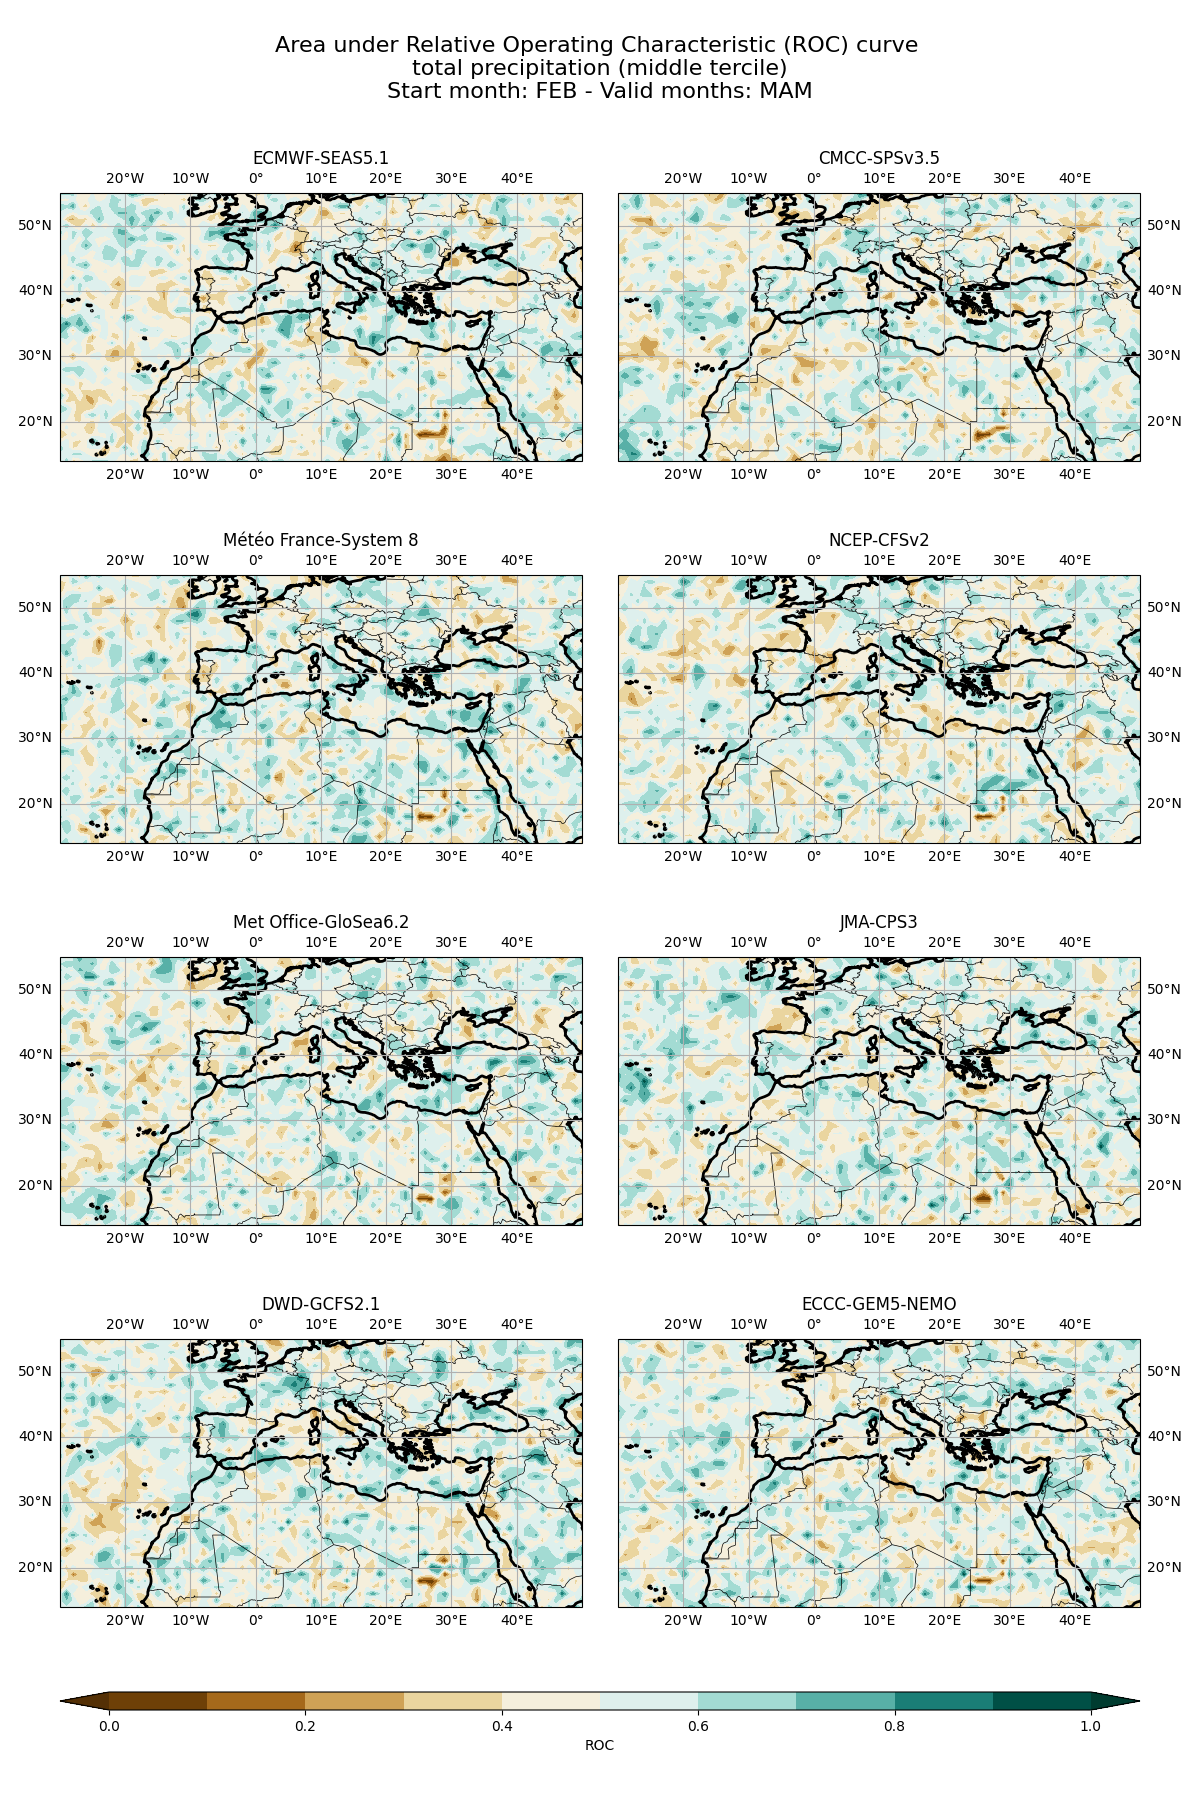 Area under Relative Operating Characteristic (ROC) curve
total precipitation (middle tercile)
Start month: FEB - Valid months: MAM
ECMWF-SEAS5.1
20°W 10°W 0° 10°E 20°E 30°E 40°E
50°N
40°N
30°N
20°N
20°W 10°W 0° 10°E 20°E 30°E 40°E
CMCC-SPSv3.5
20°W 10°W 0° 10°E 20°E 30°E 40°E
50°N
40°N
30°N
20°N
20°W 10°W 0° 10°E 20°E 30°E 40°E
Météo France-System 8
20°W 10°W 0° 10°E 20°E 30°E 40°E
50°N
40°N
30°N
20°N
20°W 10°W 0° 10°E 20°E 30°E 40°E
NCEP-CFSv2
20°W 10°W 0° 10°E 20°E 30°E 40°E
50°N
40°N
30°N
20°N
20°W 10°W 0° 10°E 20°E 30°E 40°E
Met Office-GloSea6.2
20°W 10°W 0° 10°E 20°E 30°E 40°E
50°N
40°N
30°N
20°N
20°W 10°W 0° 10°E 20°E 30°E 40°E
JMA-CPS3
20°W 10°W 0° 10°E 20°E 30°E 40°E
50°N
40°N
30°N
20°N
20°W 10°W 0° 10°E 20°E 30°E 40°E
DWD-GCFS2.1
20°W 10°W 0° 10°E 20°E 30°E 40°E
50°N
40°N
30°N
20°N
20°W 10°W 0° 10°E 20°E 30°E 40°E
ECCC-GEM5-NEMO
20°W 10°W 0° 10°E 20°E 30°E 40°E
50°N
40°N
30°N
20°N
20°W 10°W 0° 10°E 20°E 30°E 40°E
0.0 0.2 0.4 0.6 0.8 1.0
ROC